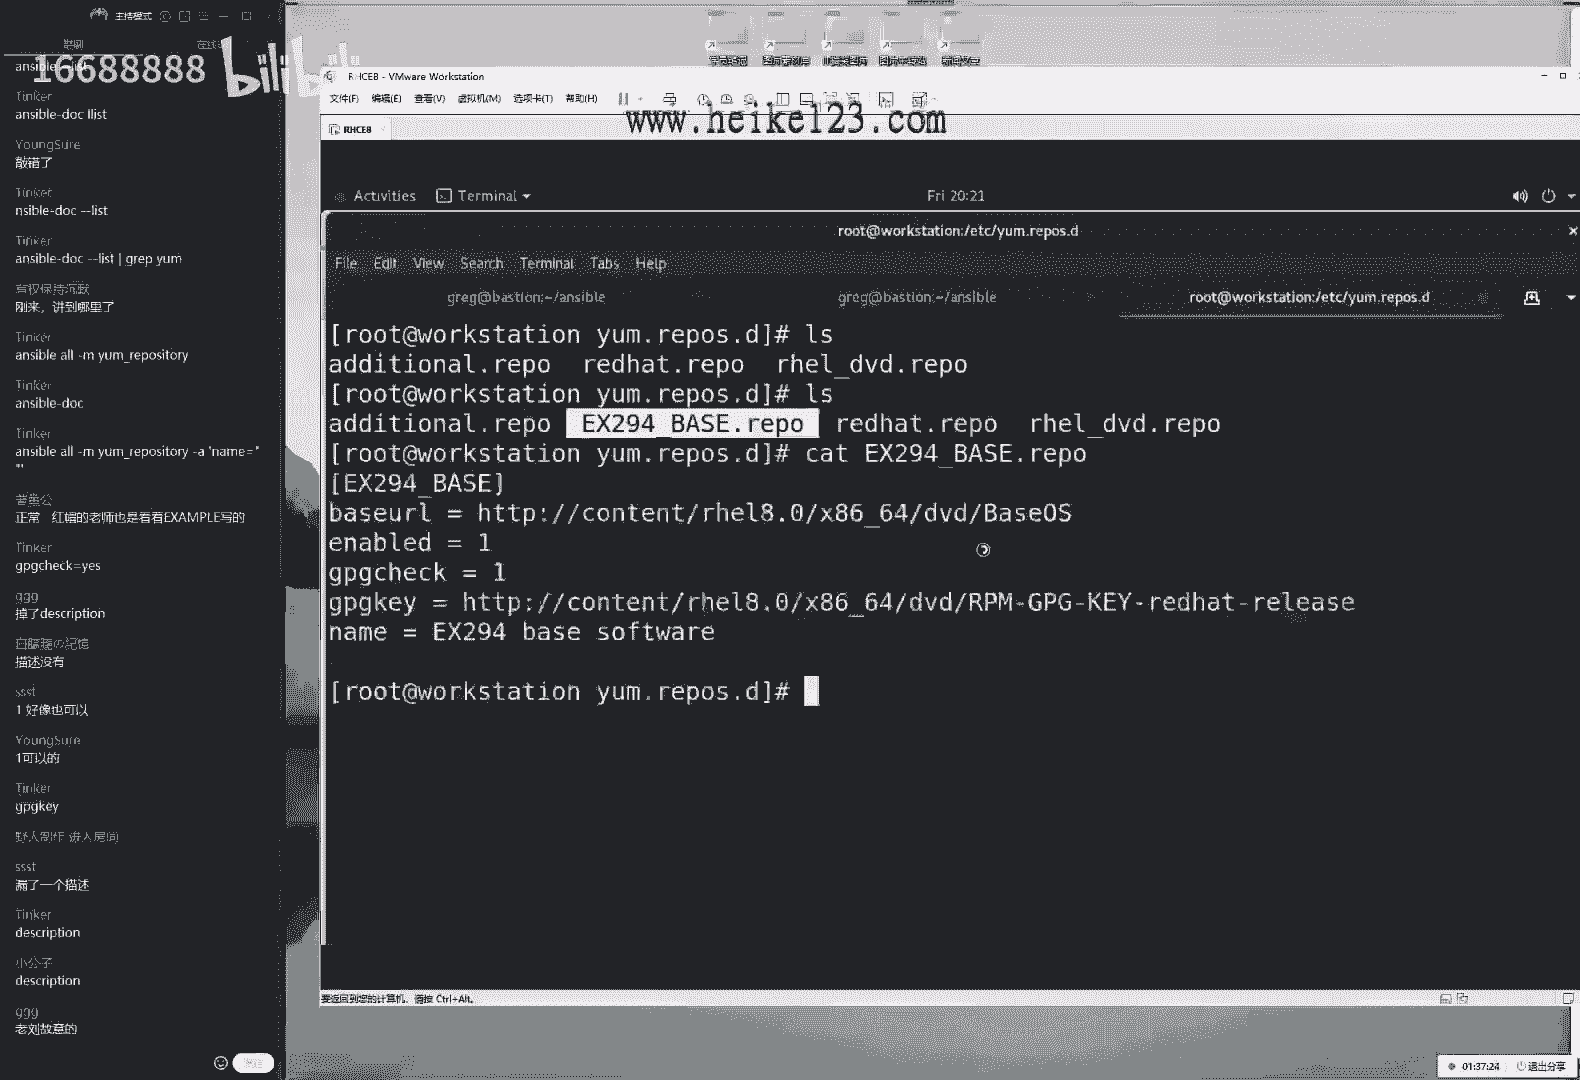 主持模式
ansible-list
16688888
bilibili
Tinker
ansible-doc llist
YoungSure
敲错了
Tinker
nsible-doc --list
Tinker
ansible-doc --list | grep yum
有权保持沉默
刚来，讲到哪里了
Tinker
ansible all -m yum_repository
Tinker
ansible-doc
Tinker
ansible all -m yum_repository -a 'name="
"'
正常 红帽的老师也是看看EXAMPLE写的
Tinker
gpgcheck=yes
ggg
掉了description
描述没有
ssst
1 好像也可以
YoungSure
1可以的
Tinker
gpgkey
野人制作 进入房间
ssst
漏了一个描述
Tinker
description
小公子
description
ggg
老刘故意的
RHCE8 - VMware Workstation
文件(F) 编辑(E) 查看(V) 虚拟机(M) 选项卡(T) 帮助(H)
www.heike123.com
RHCE8
Activities Terminal Fri 20:21
root@workstation:/etc/yum.repos.d
File Edit View Search Terminal Tabs Help
greg@bastion:~/ansible greg@bastion:~/ansible root@workstation:/etc/yum.repos.d
[root@workstation yum.repos.d]# ls
additional.repo redhat.repo rhel_dvd.repo
[root@workstation yum.repos.d]# ls
additional.repo EX294_BASE.repo redhat.repo rhel_dvd.repo
[root@workstation yum.repos.d]# cat EX294_BASE.repo
[EX294_BASE]
baseurl = http://content/rhel8.0/x86_64/dvd/BaseOS
enabled = 1
gpgcheck = 1
gpgkey = http://content/rhel8.0/x86_64/dvd/RPM-GPG-KEY-redhat-release
name = EX294 base software
[root@workstation yum.repos.d]#
要返回到您的计算机，请按 Ctrl+Alt。
01:37:24 退出分享